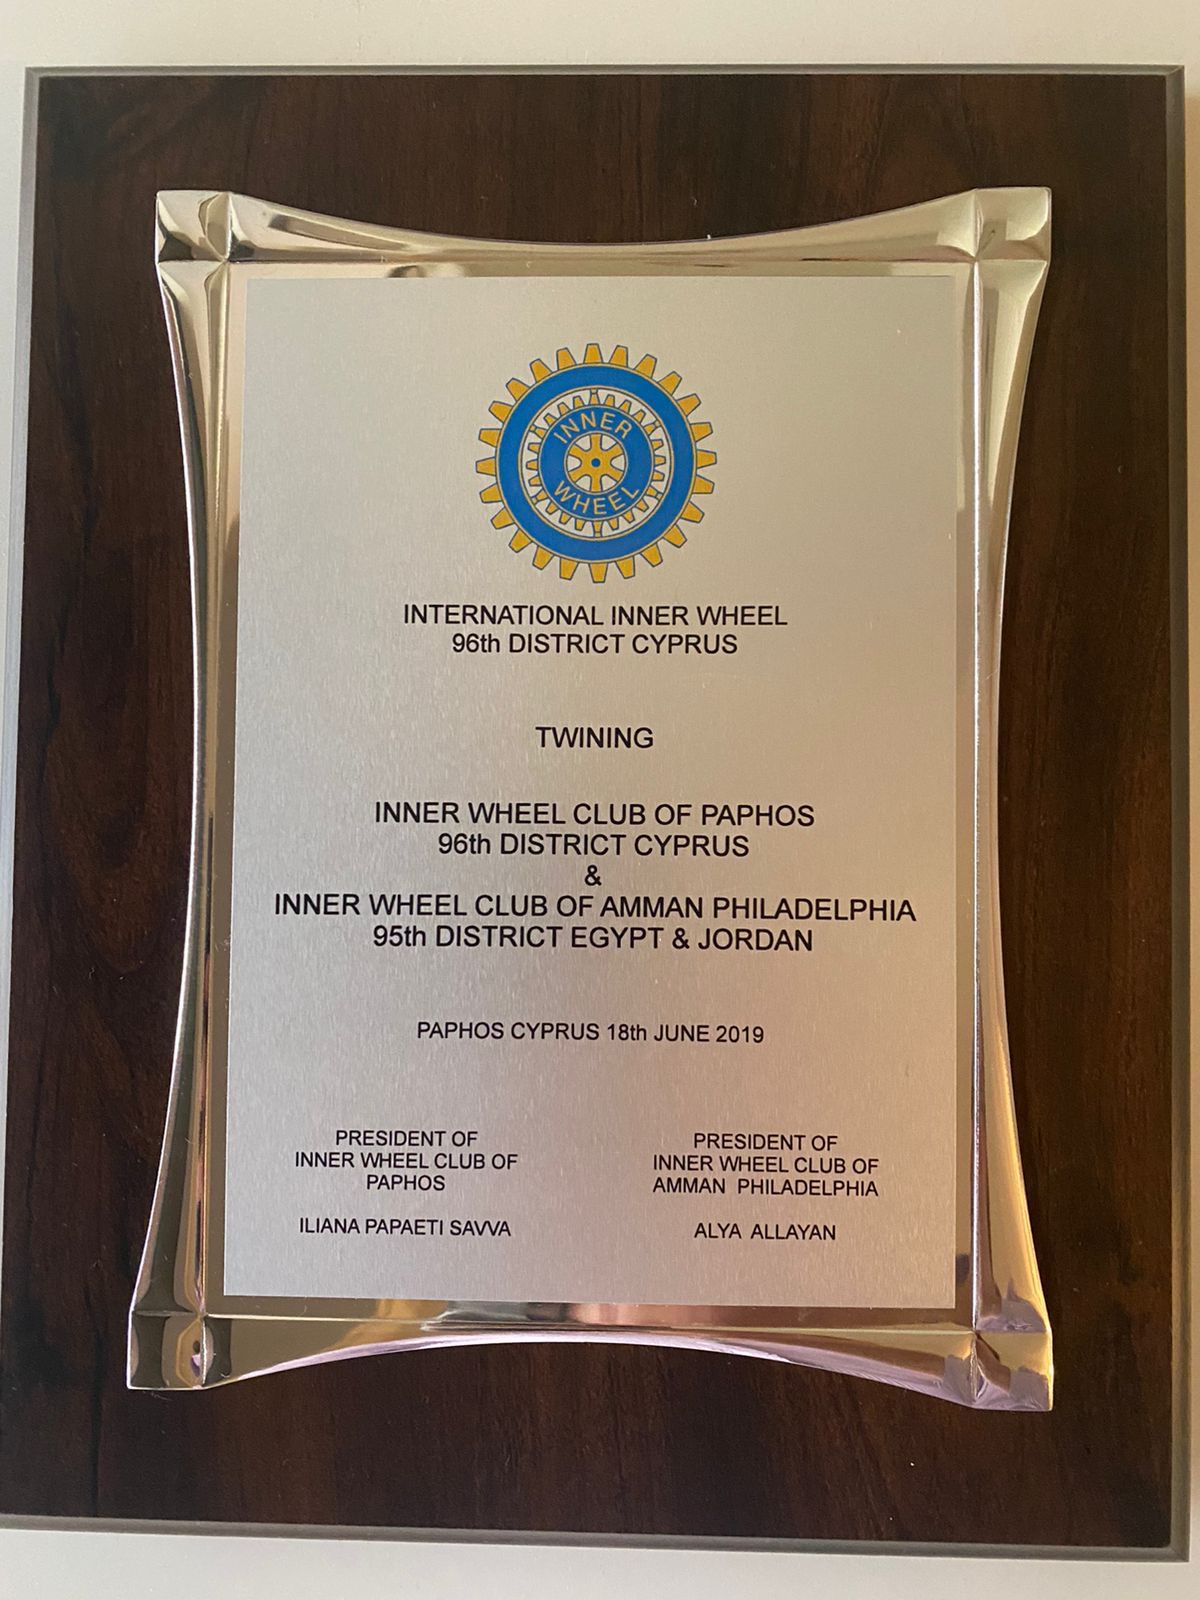 INNER
WHEEL
INTERNATIONAL INNER WHEEL
96th DISTRICT CYPRUS
TWINING
INNER WHEEL CLUB OF PAPHOS
96th DISTRICT CYPRUS
&
INNER WHEEL CLUB OF AMMAN PHILADELPHIA
95th DISTRICT EGYPT & JORDAN
PAPHOS CYPRUS 18th JUNE 2019
PRESIDENT OF
INNER WHEEL CLUB OF
PAPHOS
ILIANA PAPAETI SAVVA
PRESIDENT OF
INNER WHEEL CLUB OF
AMMAN PHILADELPHIA
ALYA ALLAYAN